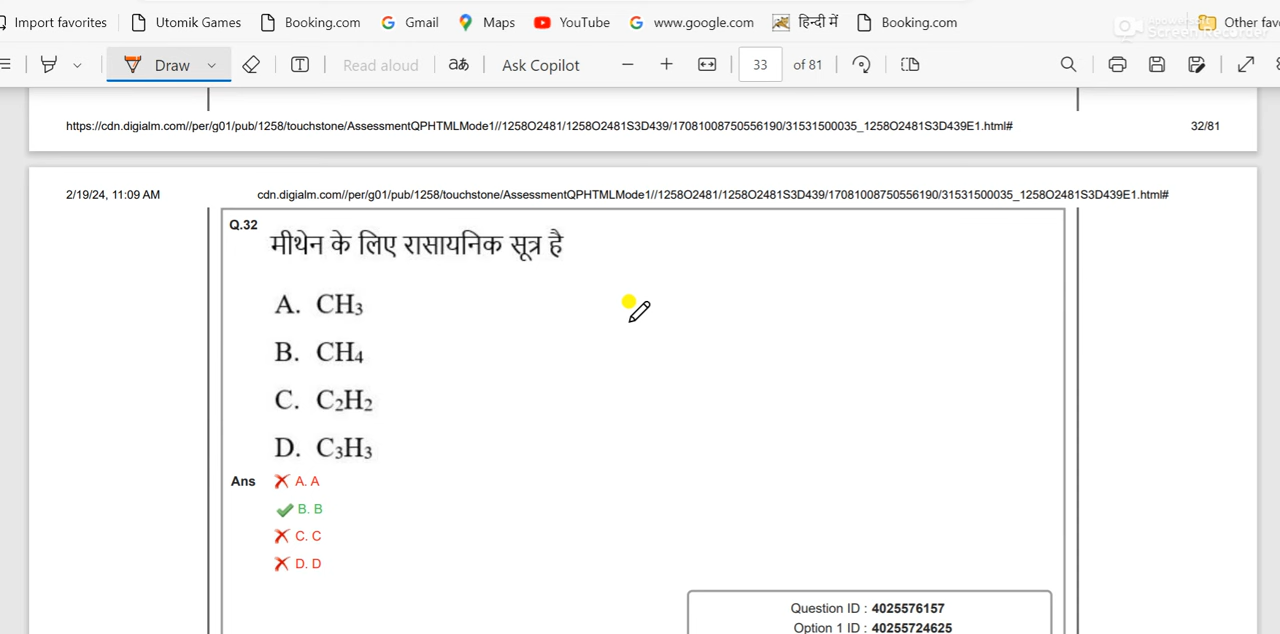 Import favorites Utomik Games Booking.com Gmail Maps YouTube www.google.com हिन्दी में Booking.com Other fav
Draw T Read aloud aあ Ask Copilot 33 of 81
https://cdn.digialm.com//per/g01/pub/1258/touchstone/AssessmentQPHTMLMode1//1258O2481/1258O2481S3D439/17081008750556190/31531500035_1258O2481S3D439E1.html# 32/81
2/19/24, 11:09 AM cdn.digialm.com//per/g01/pub/1258/touchstone/AssessmentQPHTMLMode1//1258O2481/1258O2481S3D439/17081008750556190/31531500035_1258O2481S3D439E1.html#
Q.32 मीथेन के लिए रासायनिक सूत्र है
A. CH₃
B. CH₄
C. C₂H₂
D. C₃H₃
Ans A. A
B. B
C. C
D. D
Question ID : 4025576157
Option 1 ID : 40255724625